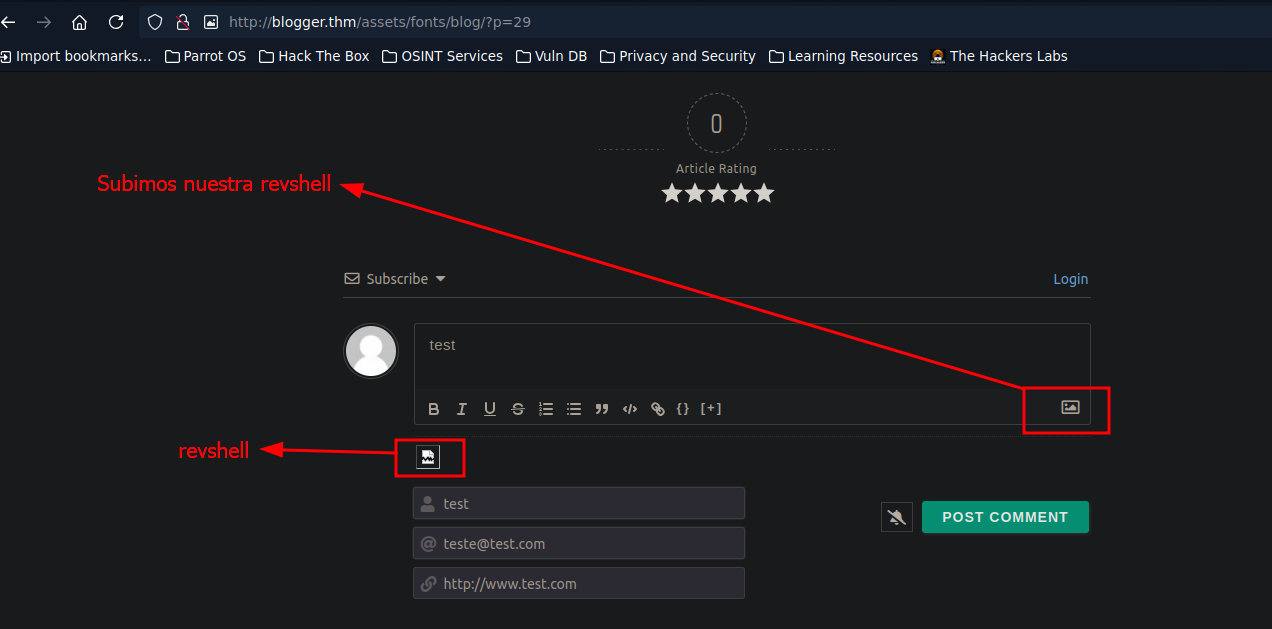 http://blogger.thm/assets/fonts/blog/?p=29
Import bookmarks... Parrot OS Hack The Box OSINT Services Vuln DB Privacy and Security Learning Resources The Hackers Labs
0
Article Rating
Subimos nuestra revshell
Subscribe Login
test
B I U S </> {} [+]
revshell
test
POST COMMENT
@ teste@test.com
http://www.test.com